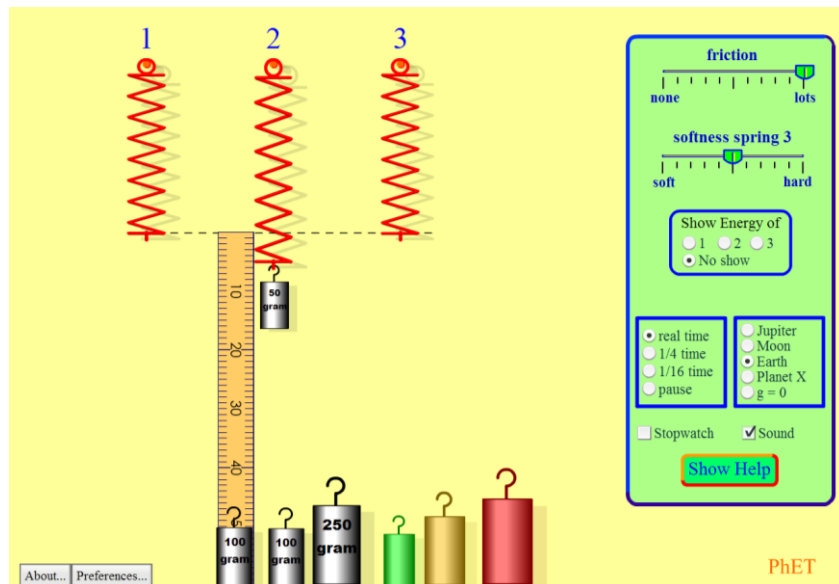 1 2 3
friction
none lots
softness spring 3
soft hard
Show Energy of
1 2 3
No show
10
20
30
40
50
gram
real time
1/4 time
1/16 time
pause
Jupiter
Moon
Earth
Planet X
g = 0
Stopwatch Sound
Show Help
100
gram
100
gram
250
gram
About... Preferences...
PhET